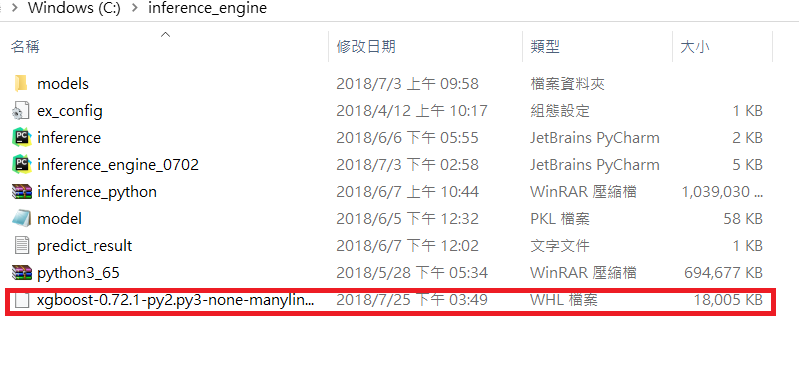 Windows (C:) > inference_engine
名稱 修改日期 類型 大小
models 2018/7/3 上午 09:58 檔案資料夾
ex_config 2018/4/12 上午 10:17 組態設定 1 KB
inference 2018/6/6 下午 05:55 JetBrains PyCharm 2 KB
inference_engine_0702 2018/7/3 下午 02:58 JetBrains PyCharm 5 KB
inference_python 2018/6/7 上午 10:44 WinRAR 壓縮檔 1,039,030 ...
model 2018/6/5 下午 12:32 PKL 檔案 58 KB
predict_result 2018/6/7 下午 12:02 文字文件 1 KB
python3_65 2018/5/28 下午 05:34 WinRAR 壓縮檔 694,677 KB
xgboost-0.72.1-py2.py3-none-manylin... 2018/7/25 下午 03:49 WHL 檔案 18,005 KB